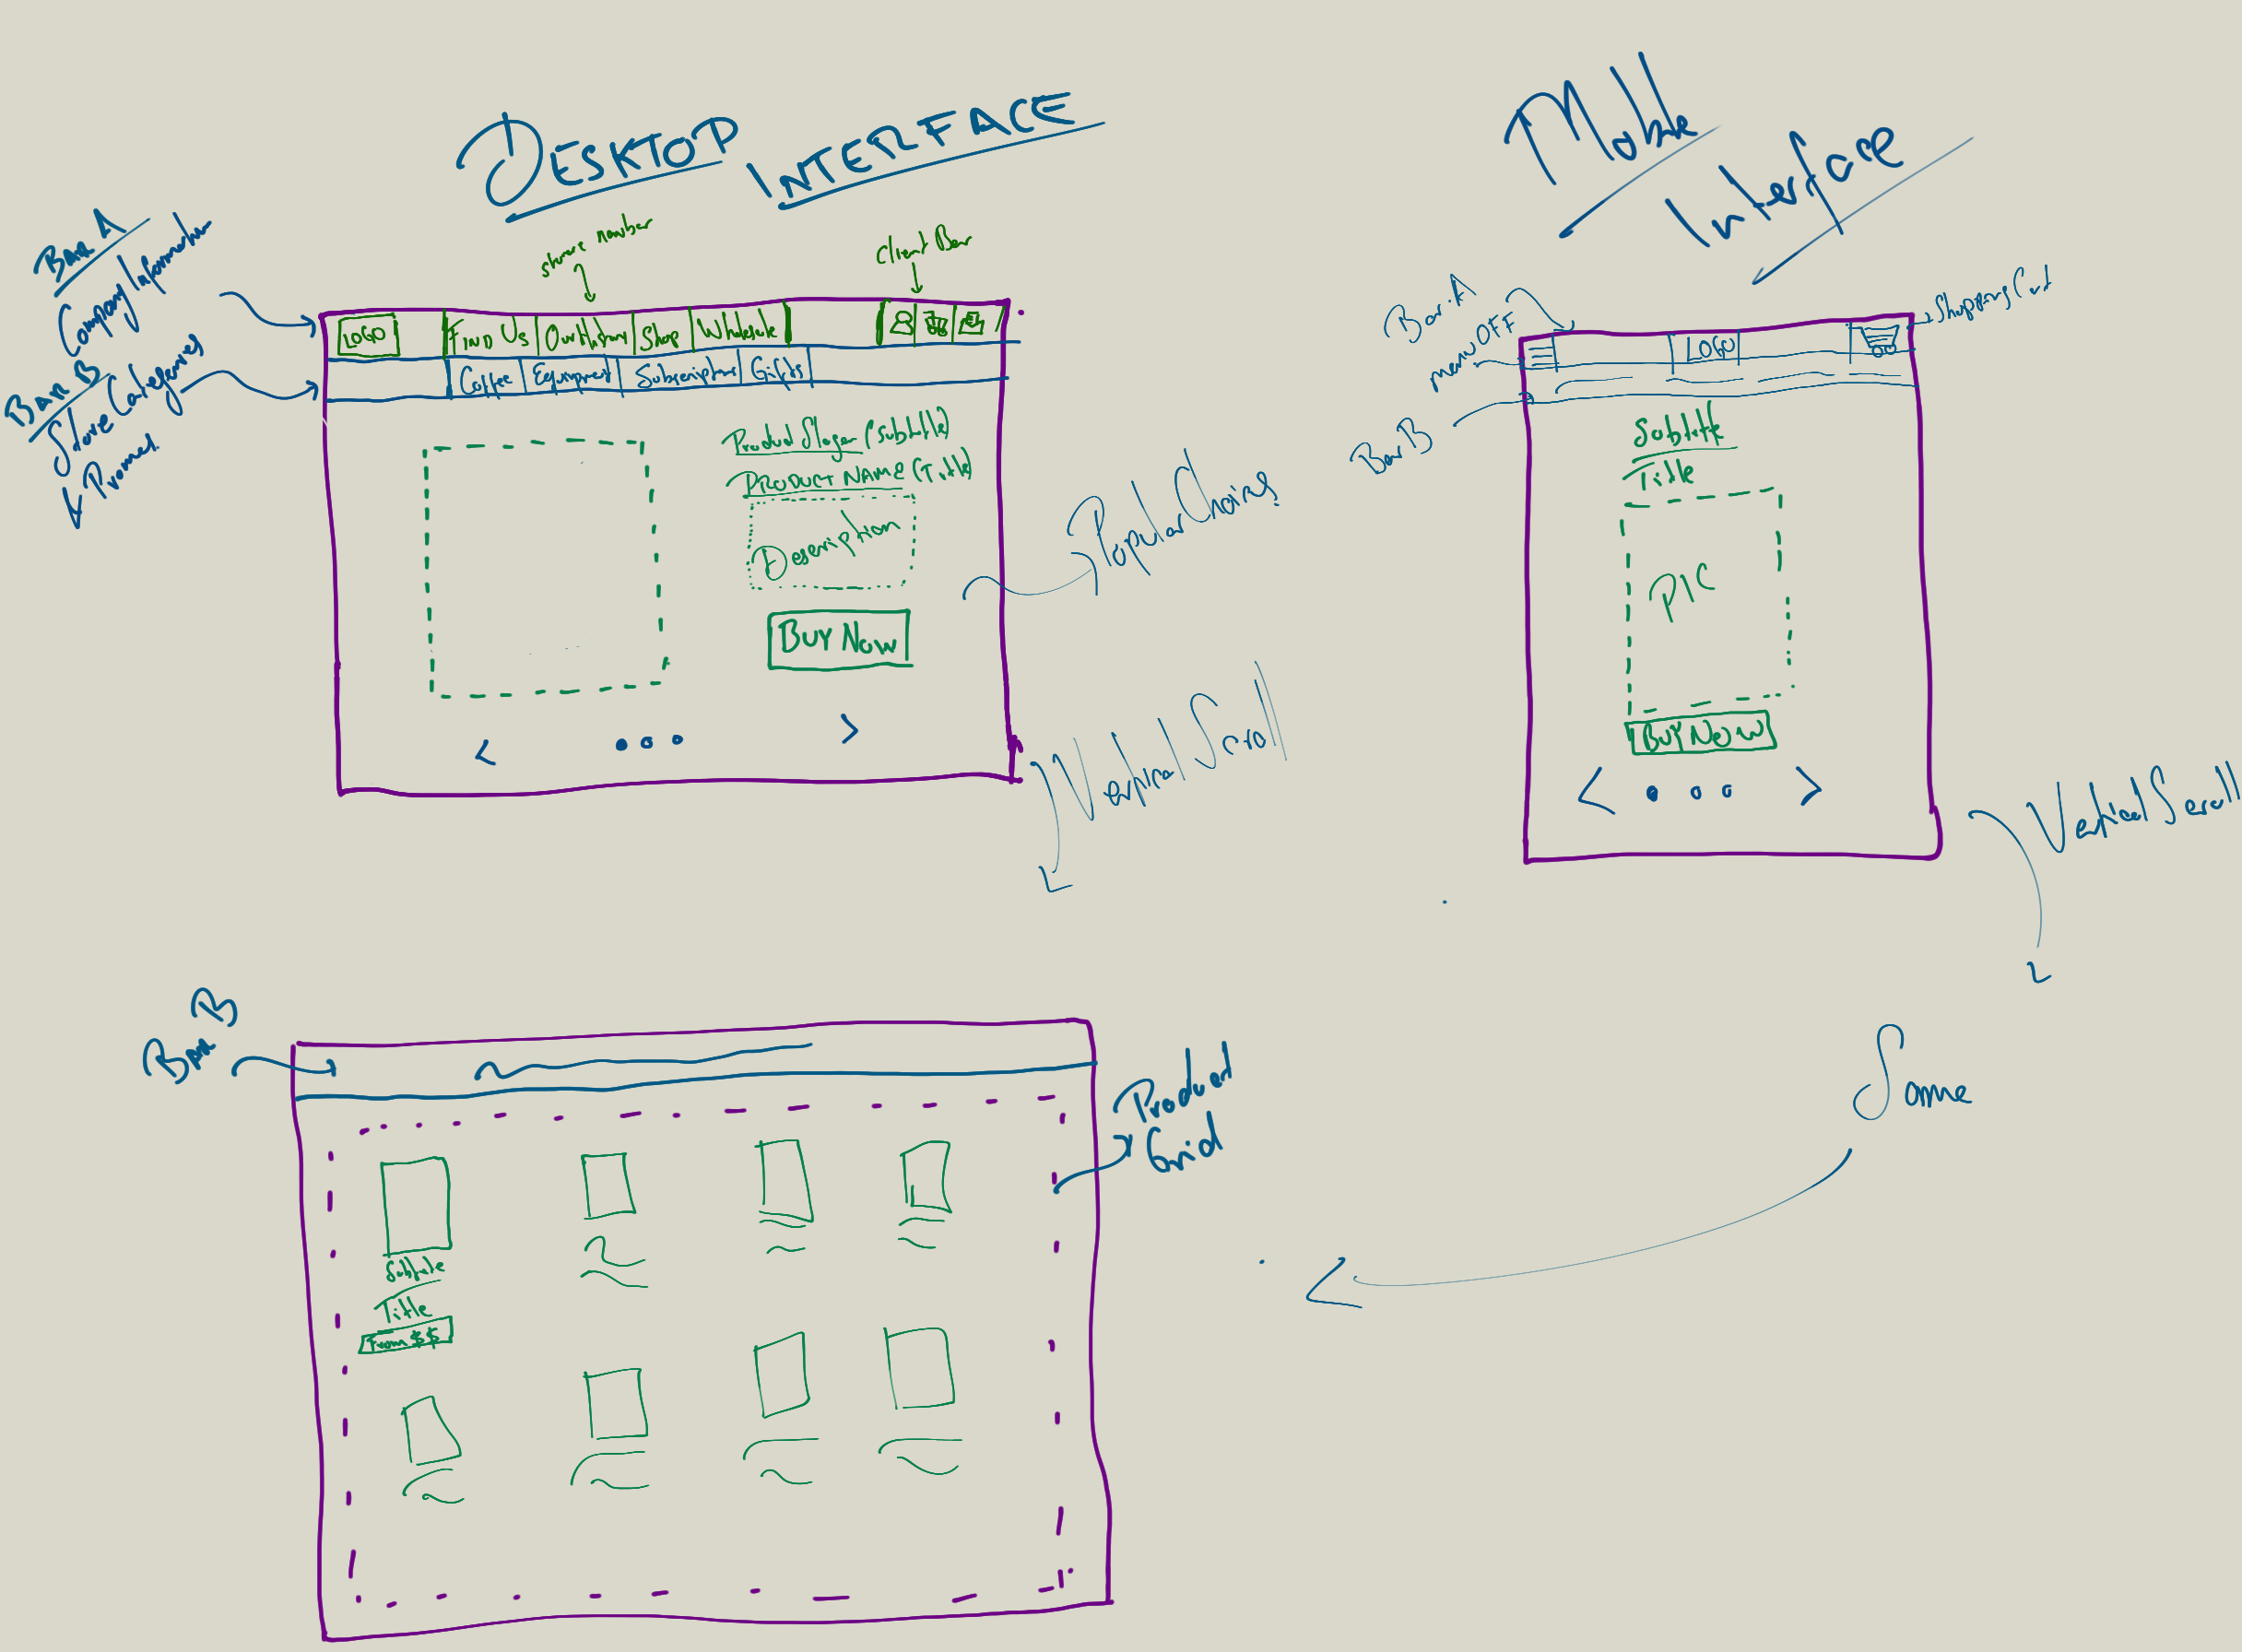 DESKTOP INTERFACE
Mobile
Interface
BAR A
Company Information
BAR B
Store Categories
Promos
store navbar
Client Bar
LOGO
FIND US
Our History
Shop
Wholesale
Coffee
Equipment
Subscriptions
Gifts
Product Slogan (subtitle)
PRODUCT NAME (Title)
Description
BUY NOW
< >
Popular Choices
Vertical Scroll
Bar A
menu OFF
Bar B
LOGO
Shopping Cart
Subtitle
Title
PIC
BUY NOW
< >
Vertical Scroll
BAR B
Product
Grid
Subtitle
Title
From $$
Same